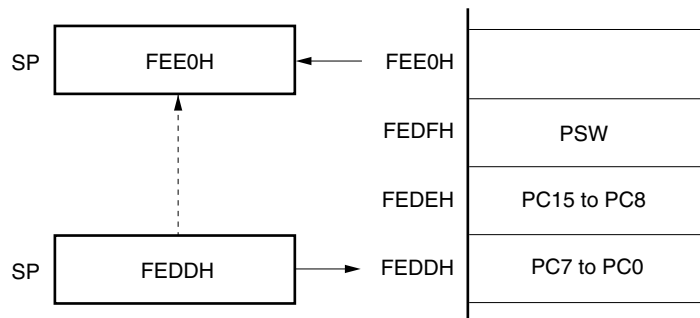 SP FEE0H FEE0H
FEDFH PSW
FEDEH PC15 to PC8
SP FEDDH FEDDH PC7 to PC0